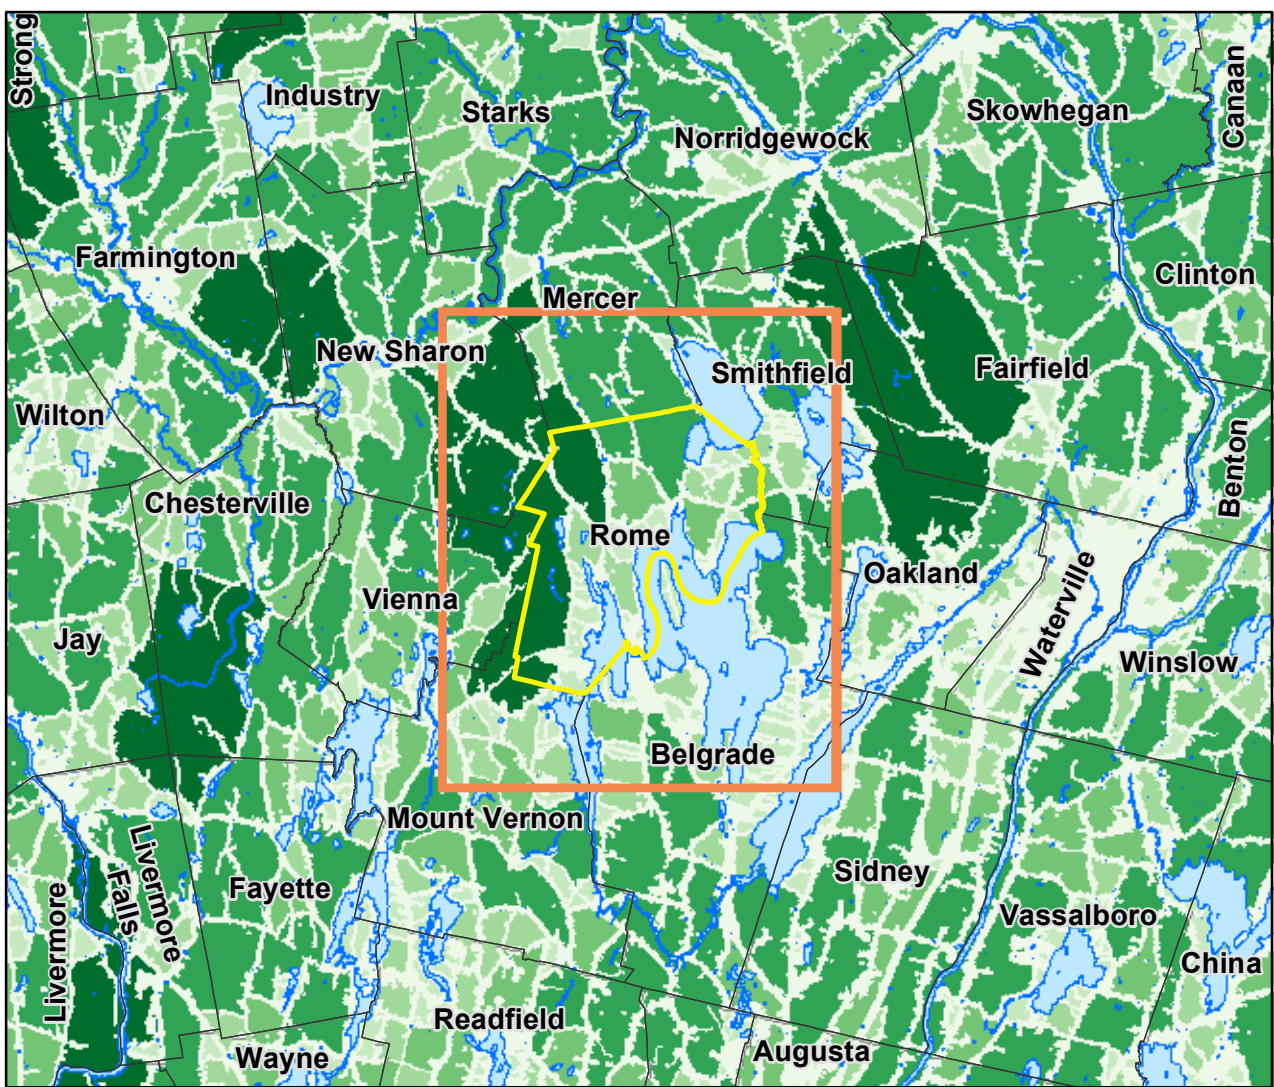 Strong
Industry
Starks
Norridgewock
Skowhegan
Canaan
Farmington
Mercer
Clinton
New Sharon
Smithfield
Fairfield
Wilton
Benton
Chesterville
Rome
Oakland
Vienna
Waterville
Jay
Winslow
Belgrade
Mount Vernon
Livermore
Falls
Livermore
Fayette
Sidney
Vassalboro
China
Readfield
Wayne
Augusta